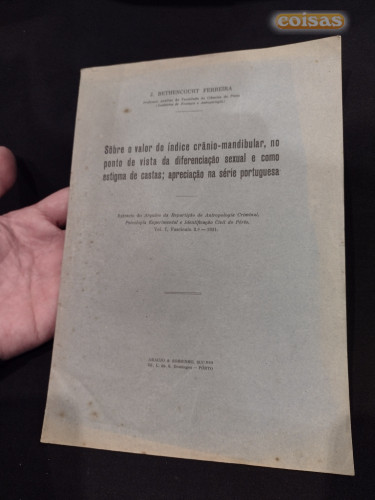 coisas
J. BETHENCOURT FERREIRA
Sôbre o valor do índice crânio-mandibular, no
ponto de vista da diferenciação sexual e como
estigma de castas; apreciação na série portuguesa
Separata do Arquivo da Repartição de Antropologia Criminal,
Psicologia Experimental e Identificação Civil do Pôrto.
Vol. I, Fascículo
PÔRTO